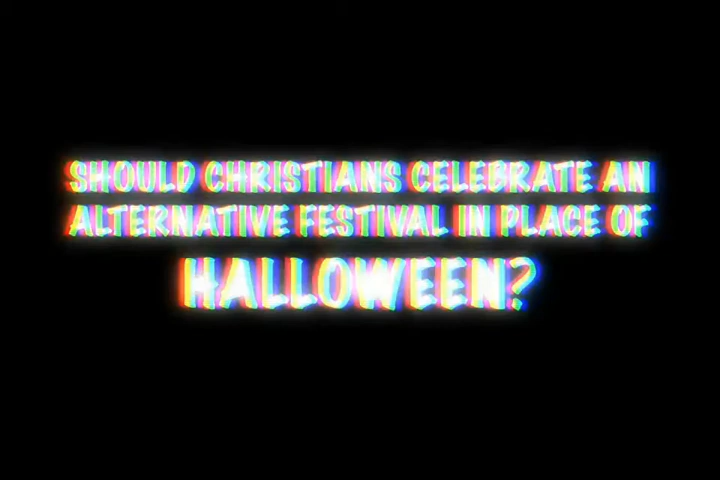 SHOULD CHRISTIANS CELEBRATE AN
ALTERNATIVE FESTIVAL IN PLACE OF
HALLOWEEN?